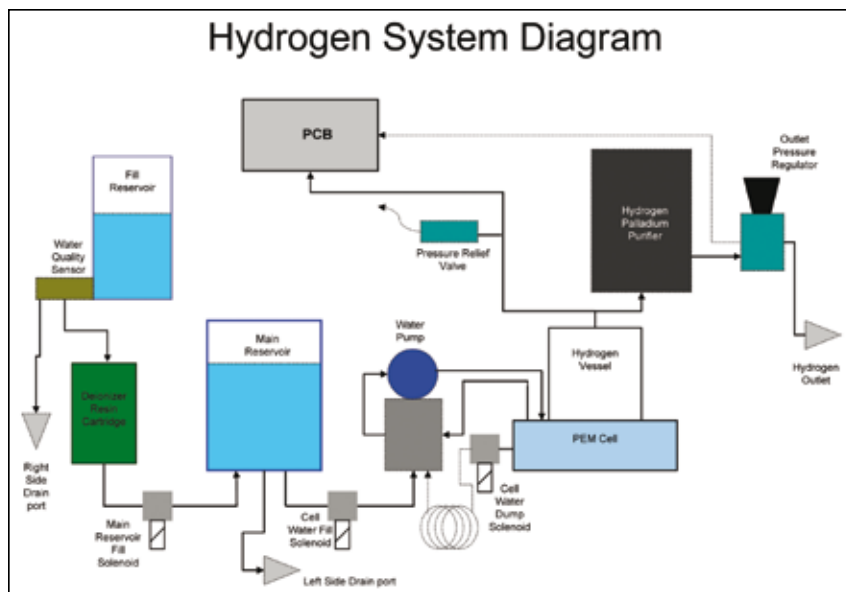 Hydrogen System Diagram
PCB
Outlet
Pressure
Regulator
Fill
Reservoir
Hydrogen
Palladium
Purifier
Water
Quality
Sensor
Pressure Relief
Valve
Main
Reservoir
Water
Pump
Hydrogen
Vessel
Hydrogen
Outlet
Deionizer
Resin
Cartridge
PEM Cell
Right
Side
Drain
port
Main
Reservoir
Fill
Solenoid
Cell
Water Fill
Solenoid
Cell
Water
Dump
Solenoid
Left Side Drain port